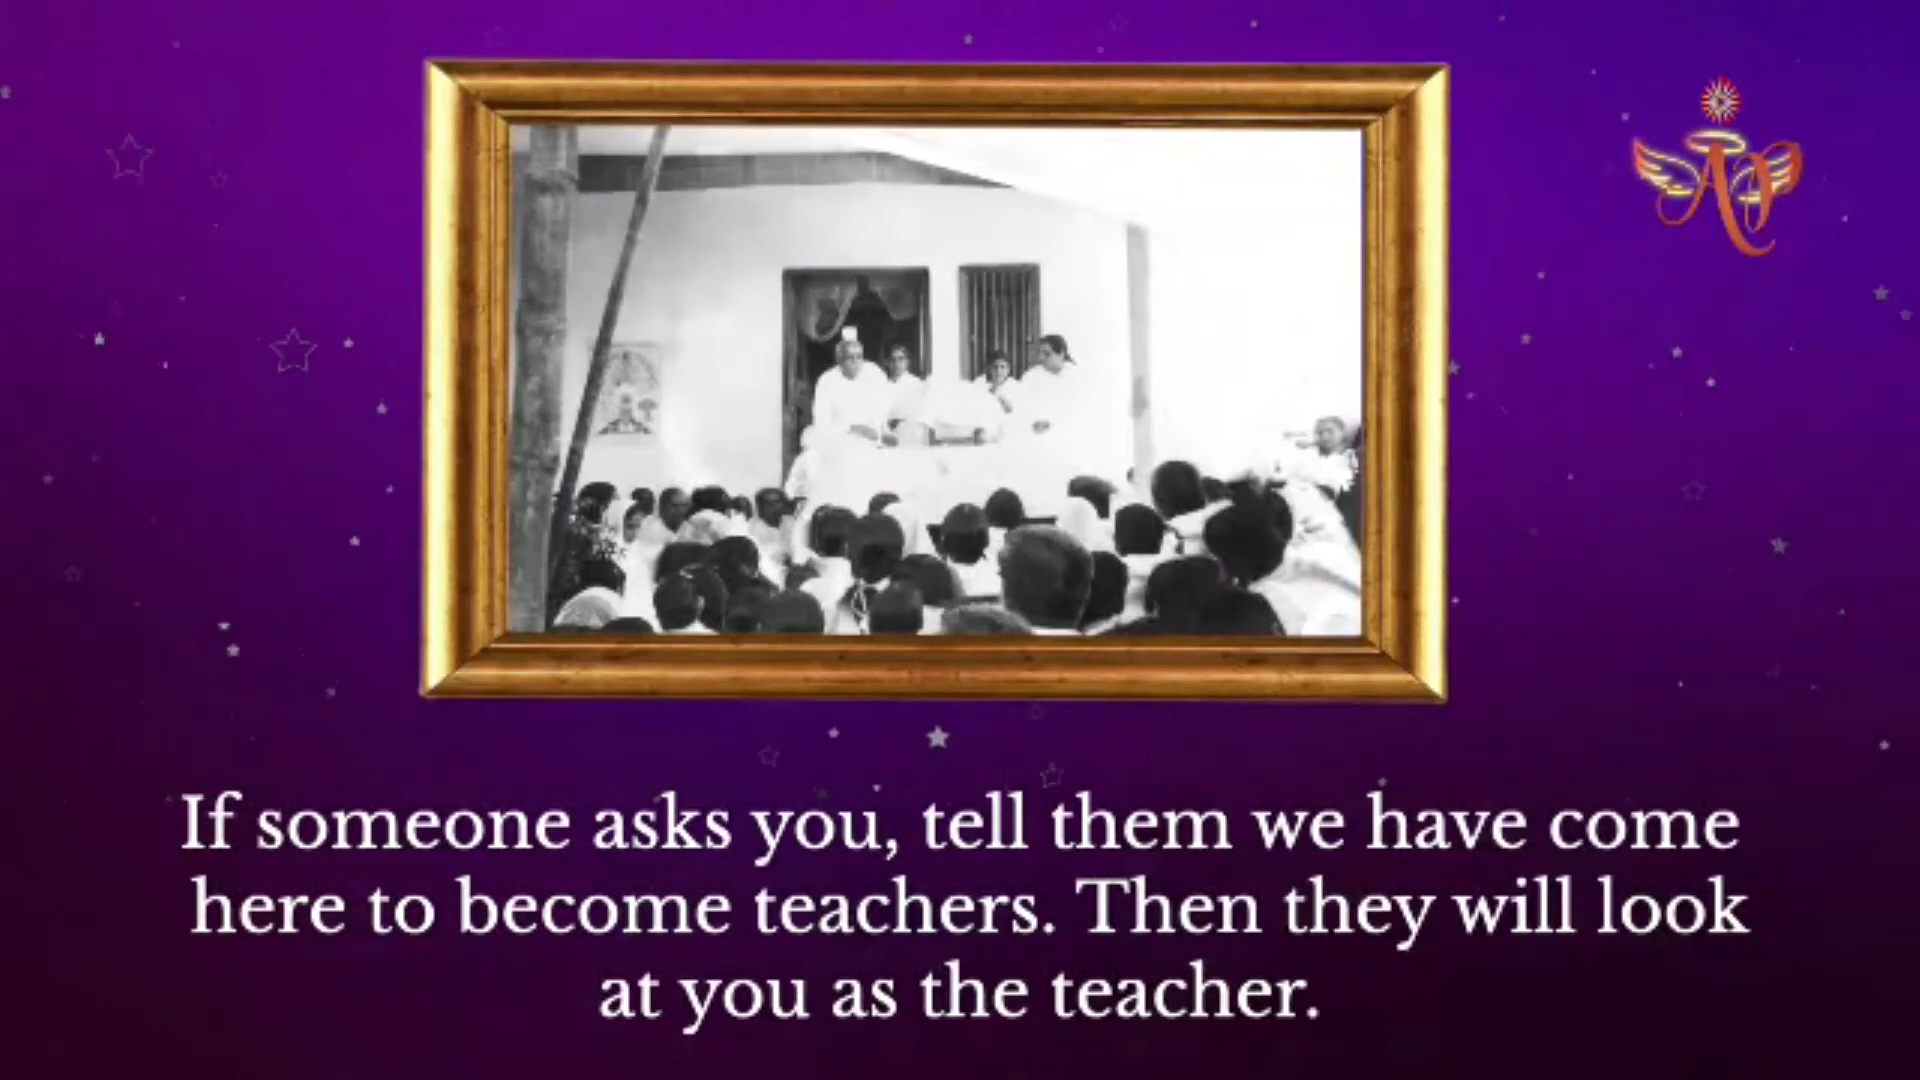 AP
If someone asks you, tell them we have come
here to become teachers. Then they will look
at you as the teacher.